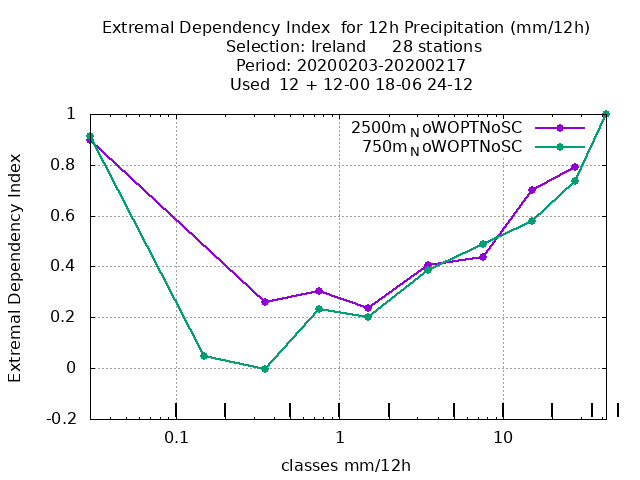 Extremal Dependency Index  for 12h Precipitation (mm/12h)
Selection: Ireland     28 stations
Period: 20200203-20200217
Used  12 + 12-00 18-06 24-12
2500m_NoWOPTNoSC
750m_NoWOPTNoSC
1
0.8
0.6
0.4
0.2
0
-0.2
Extremal Dependency Index
0.1 1 10
classes mm/12h